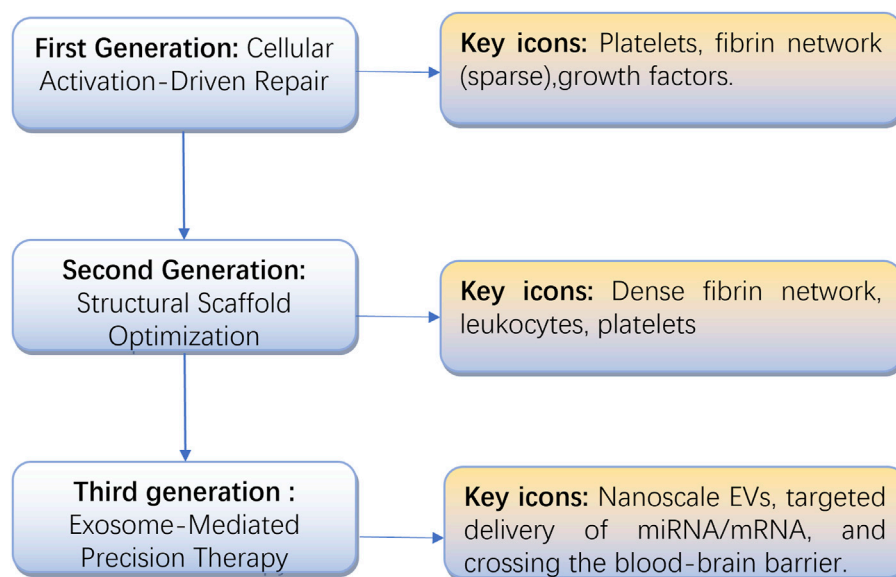 First Generation: Cellular
Activation-Driven Repair
Key icons: Platelets, fibrin network
(sparse),growth factors.
Second Generation:
Structural Scaffold
Optimization
Key icons: Dense fibrin network,
leukocytes, platelets
Third generation :
Exosome-Mediated
Precision Therapy
Key icons: Nanoscale EVs, targeted
delivery of miRNA/mRNA, and
crossing the blood-brain barrier.